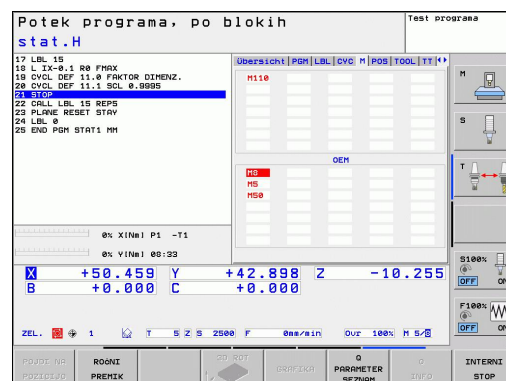 Potek programa, po blokih
Test programa
stat.H
17 LBL 15
18 L IX-0.1 R0 FMAX
19 CYCL DEF 11.0 FAKTOR DIMENZ.
20 CYCL DEF 11.1 SCL 0.9995
21 STOP
22 CALL LBL 15 REP5
23 PLANE RESET STAY
24 LBL 0
25 END PGM STAT1 MM
Übersicht PGM LBL CYC M POS TOOL TT
M110
OEM
M8
M5
M50
0% X[Nm] P1 -T1
0% Y[Nm] 08:33
X +50.459 Y +42.898 Z -10.255
B +0.000 C +0.000
ZEL. 1 T 5 Z S 2500 F 0mm/min Ovr 100% M 5/8
M
S
T
S100%
OFF ON
F100%
OFF ON
POJDI NA POZICIJO
ROČNI PREMIK
3D ROT
GRAFIKA
Q PARAMETER SEZNAM
Q INFO
INTERNI STOP